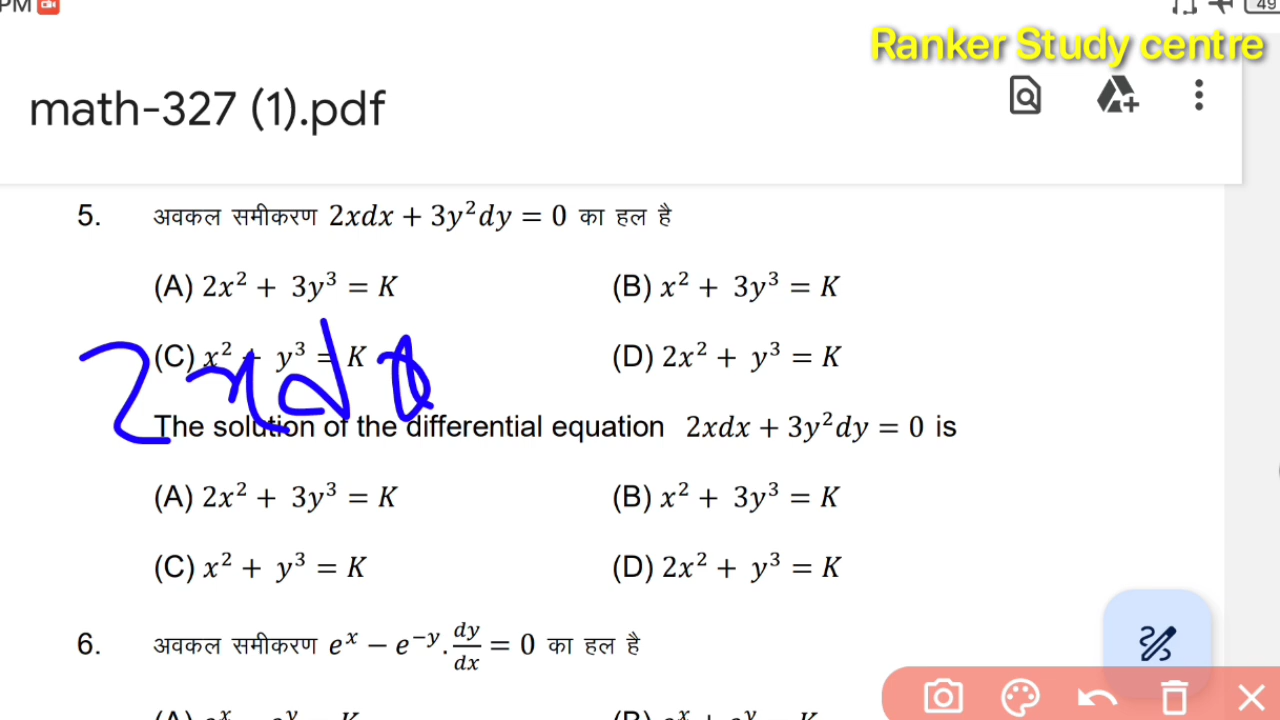 PM
49
Ranker Study centre
math-327 (1).pdf
5. अवकल समीकरण 2xdx + 3y²dy = 0 का हल है
(A) 2x² + 3y³ = K (B) x² + 3y³ = K
(C) x² + y³ = K (D) 2x² + y³ = K
2xd
The solution of the differential equation 2xdx + 3y²dy = 0 is
(A) 2x² + 3y³ = K (B) x² + 3y³ = K
(C) x² + y³ = K (D) 2x² + y³ = K
6. अवकल समीकरण eˣ − e⁻ʸ. dy/dx = 0 का हल है